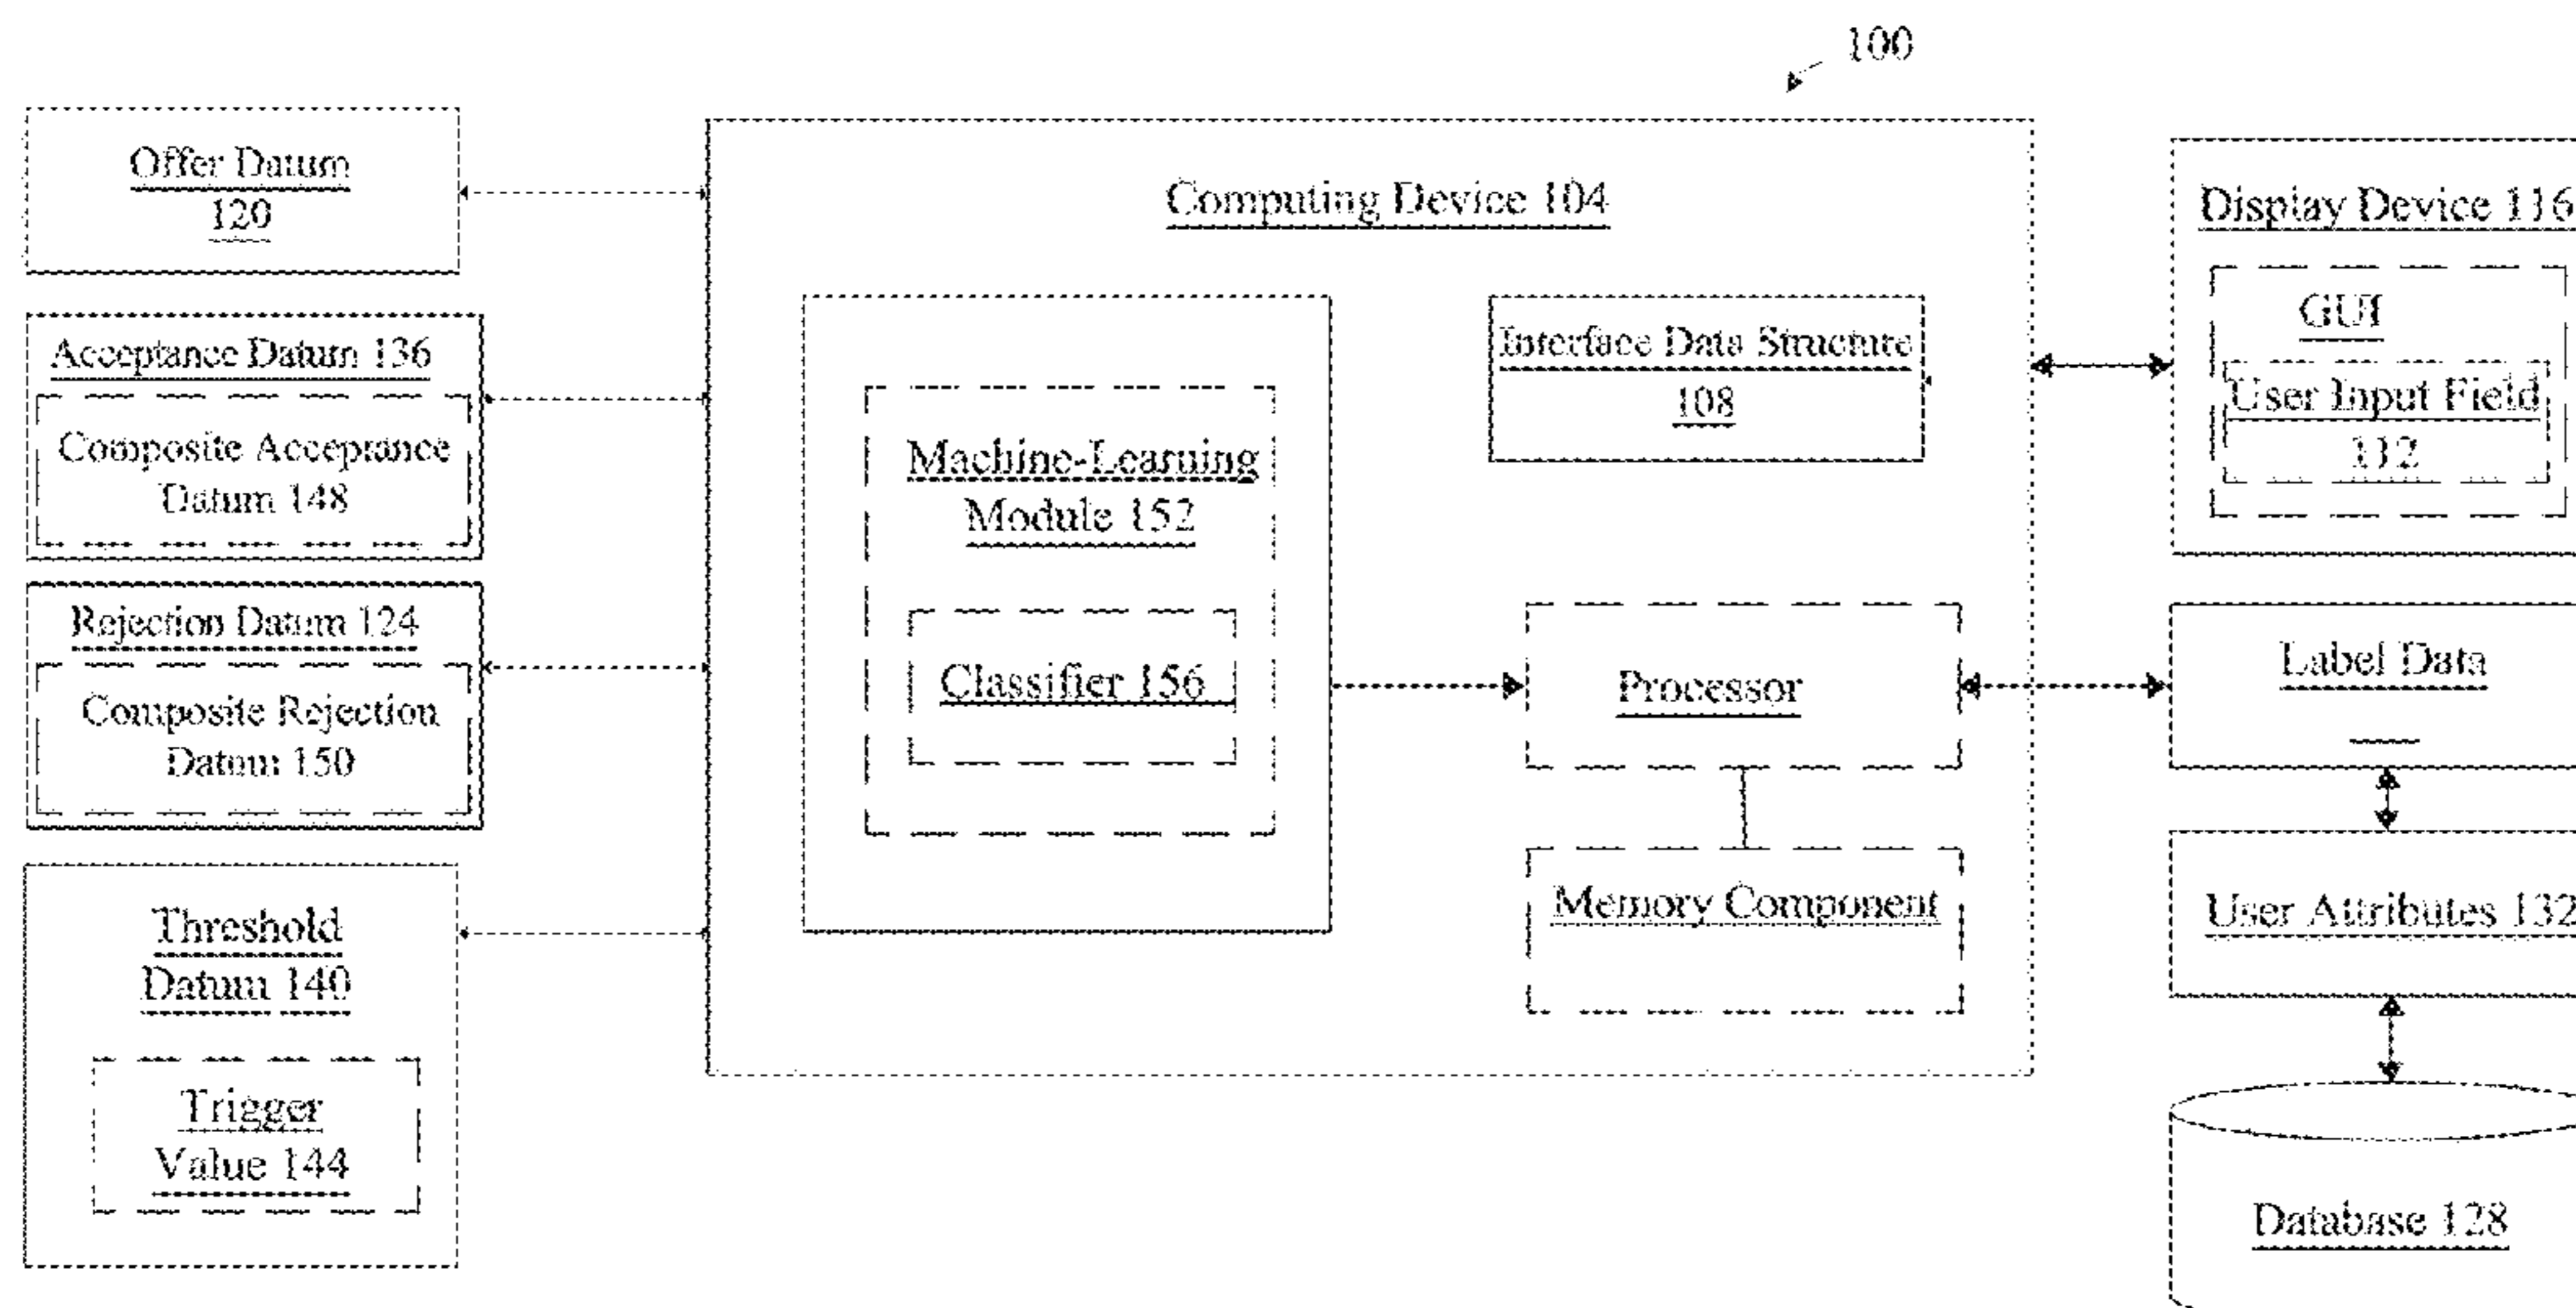 100
Offer Datum
120
Acceptance Datum 136
Composite Acceptance
Datum 148
Rejection Datum 124
Composite Rejection
Datum 150
Threshold
Datum 140
Trigger
Value 144
Computing Device 104
Machine-Learning
Module 152
Classifier 156
Interface Data Structure
108
Processor
Memory Component
Display Device 116
GUI
User Input Field
112
Label Data
User Attributes 132
Database 128